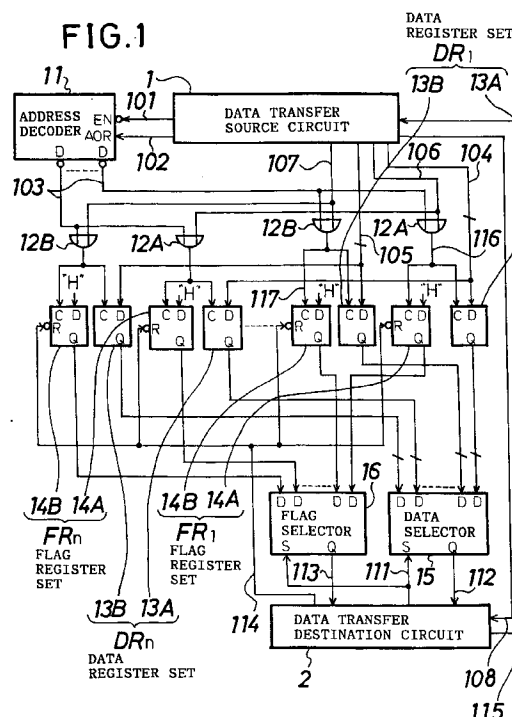 FIG.1
DATA
REGISTER SET
DR1
13B 13A
11
1
ADDRESS
DECODER
EN
AOR
D D
101
102
DATA TRANSFER
SOURCE CIRCUIT
103
107
106
104
12B
12A
12B
105
12A
116
"H"
"H"
117
"H"
"H"
C D
C D
C D
C D
C D
C D
C D
C D
R
Q
R
Q
R
Q
R
Q
14B 14A
14B 14A
16
FRn
FLAG
REGISTER
SET
FR1
FLAG
REGISTER
SET
D D
D D
FLAG
SELECTOR
S
Q
D D
D D
DATA
SELECTOR
S
Q
15
13B 13A
113
111
112
114
DRn
DATA
REGISTER SET
DATA TRANSFER
DESTINATION CIRCUIT
2
108
115